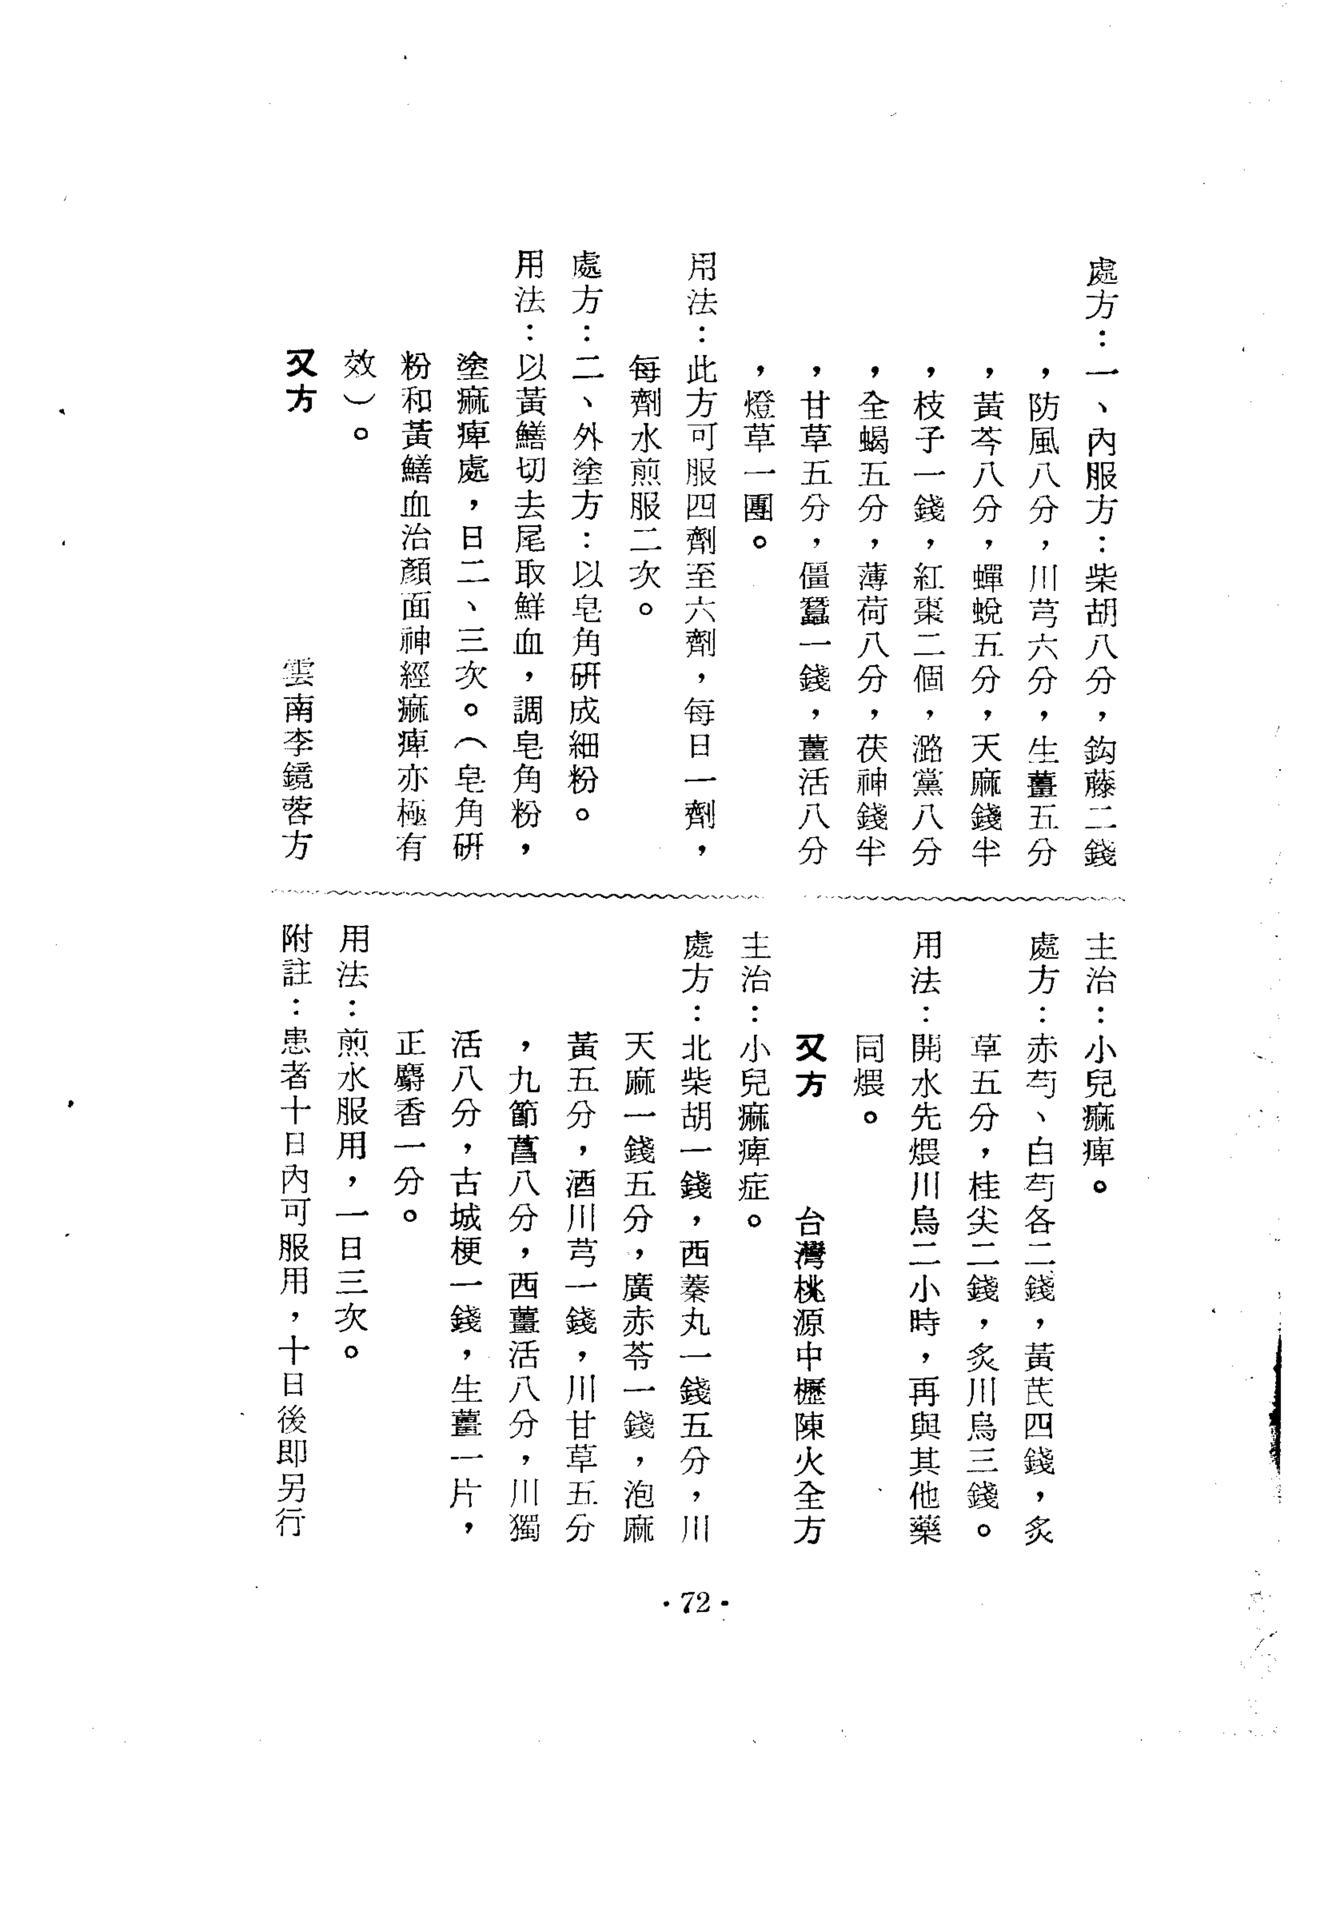 處方：一、內服方：柴胡八分，鈎藤二錢
，防風八分，川芎六分，生薑五分
，黃芩八分，蟬蛻五分，天麻錢半
，枝子一錢，紅棗二個，潞黨八分
，全蝎五分，薄荷八分，茯神錢半
，甘草五分，僵蠶一錢，薑活八分
，燈草一團。
用法：此方可服四劑至六劑，每日一劑，
每劑水煎服二次。
處方：二、外塗方：以皂角研成細粉。
用法：以黃鱔切去尾取鮮血，調皂角粉，
塗痲痺處，日二、三次。（皂角研
粉和黃鱔血治顏面神經痲痺亦極有
效）。
又方　雲南李鏡蓉方
主治：小兒痲痺。
處方：赤芍、白芍各二錢，黃芪四錢，炙
草五分，桂尖二錢，炙川烏三錢。
用法：開水先煨川烏二小時，再與其他藥
同煨。
又方　台灣桃源中壢陳火全方
主治：小兒痲痺症。
處方：北柴胡一錢，西蓁丸一錢五分，川
天麻一錢五分，廣赤苓一錢，泡麻
黃五分，酒川芎一錢，川甘草五分
，九節菖八分，西薑活八分，川獨
活八分，古城梗一錢，生薑一片，
正麝香一分。
用法：煎水服用，一日三次。
附註：患者十日內可服用，十日後即另行
·72·